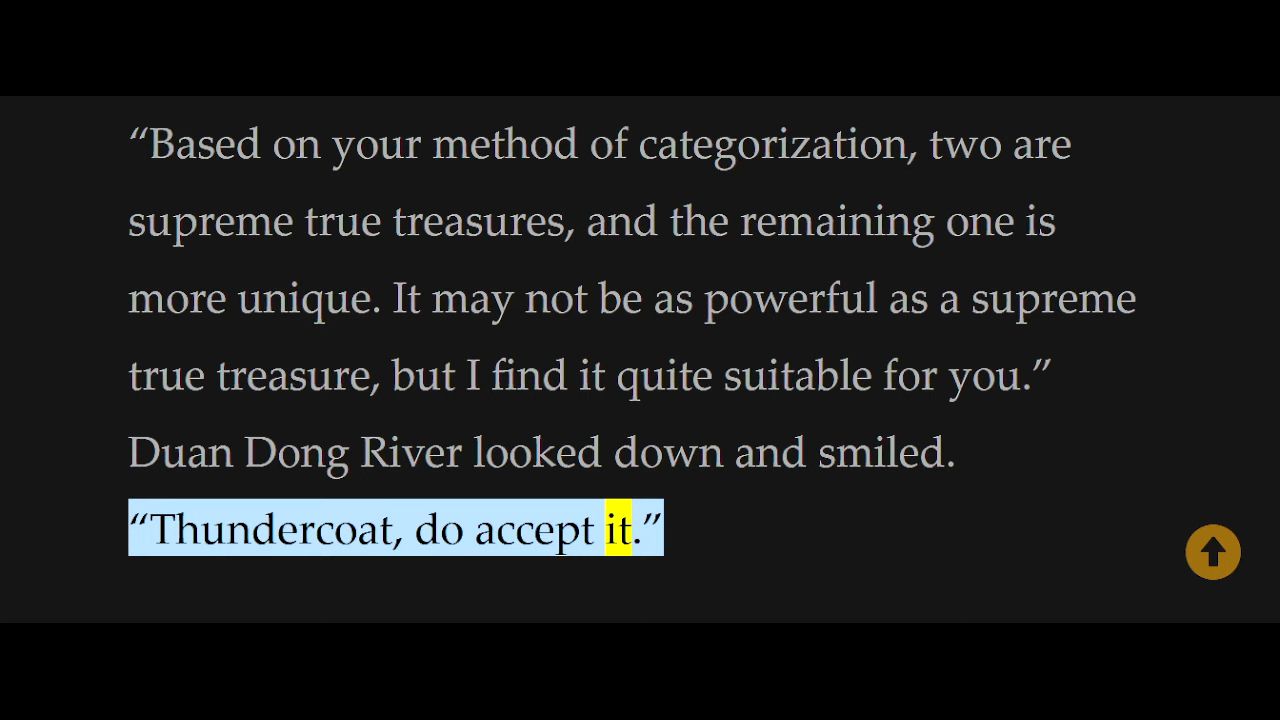 “Based on your method of categorization, two are
supreme true treasures, and the remaining one is
more unique. It may not be as powerful as a supreme
true treasure, but I find it quite suitable for you.”
Duan Dong River looked down and smiled.
“Thundercoat, do accept it.”